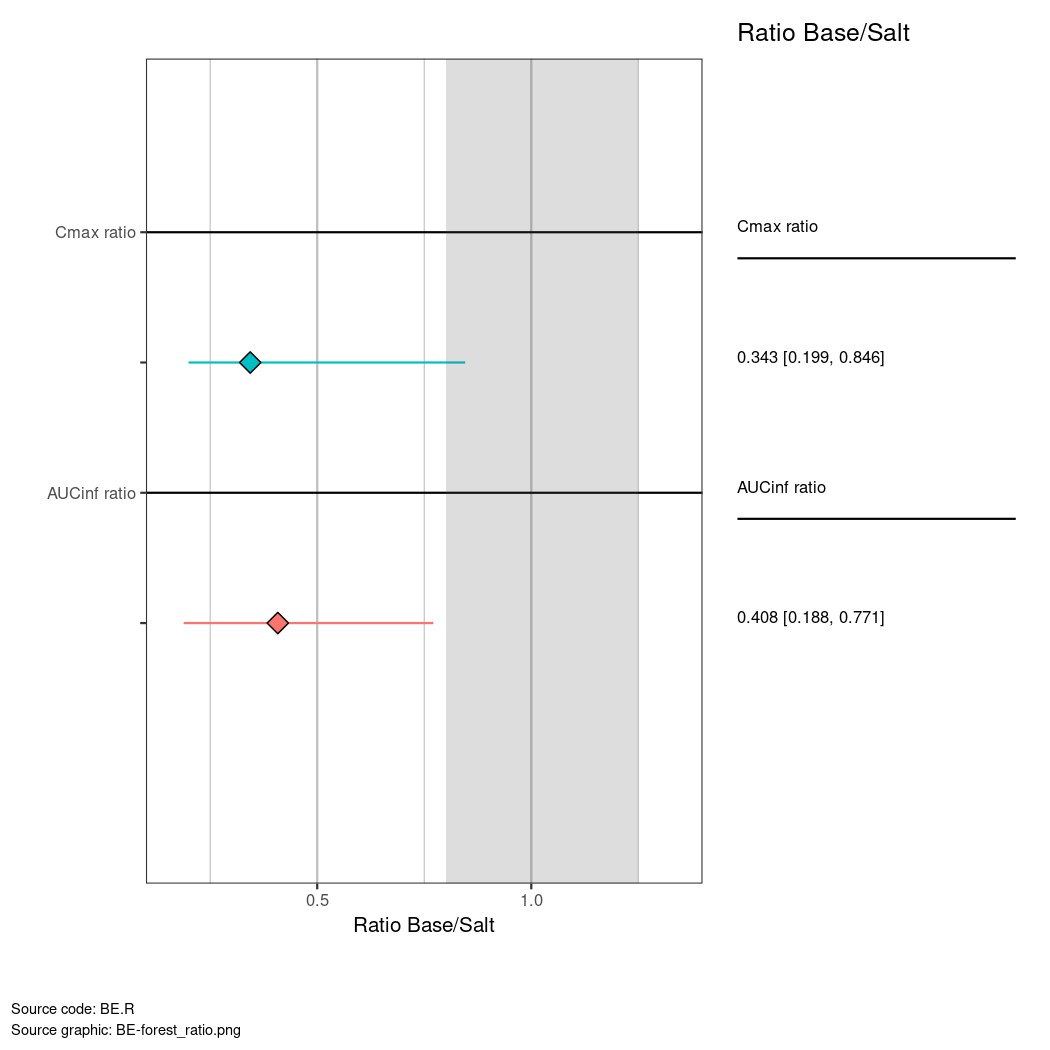 Ratio Base/Salt
Cmax ratio
Cmax ratio
0.343 [0.199, 0.846]
AUCinf ratio
AUCinf ratio
0.408 [0.188, 0.771]
0.5
1.0
Ratio Base/Salt
Source code: BE.R
Source graphic: BE-forest_ratio.png